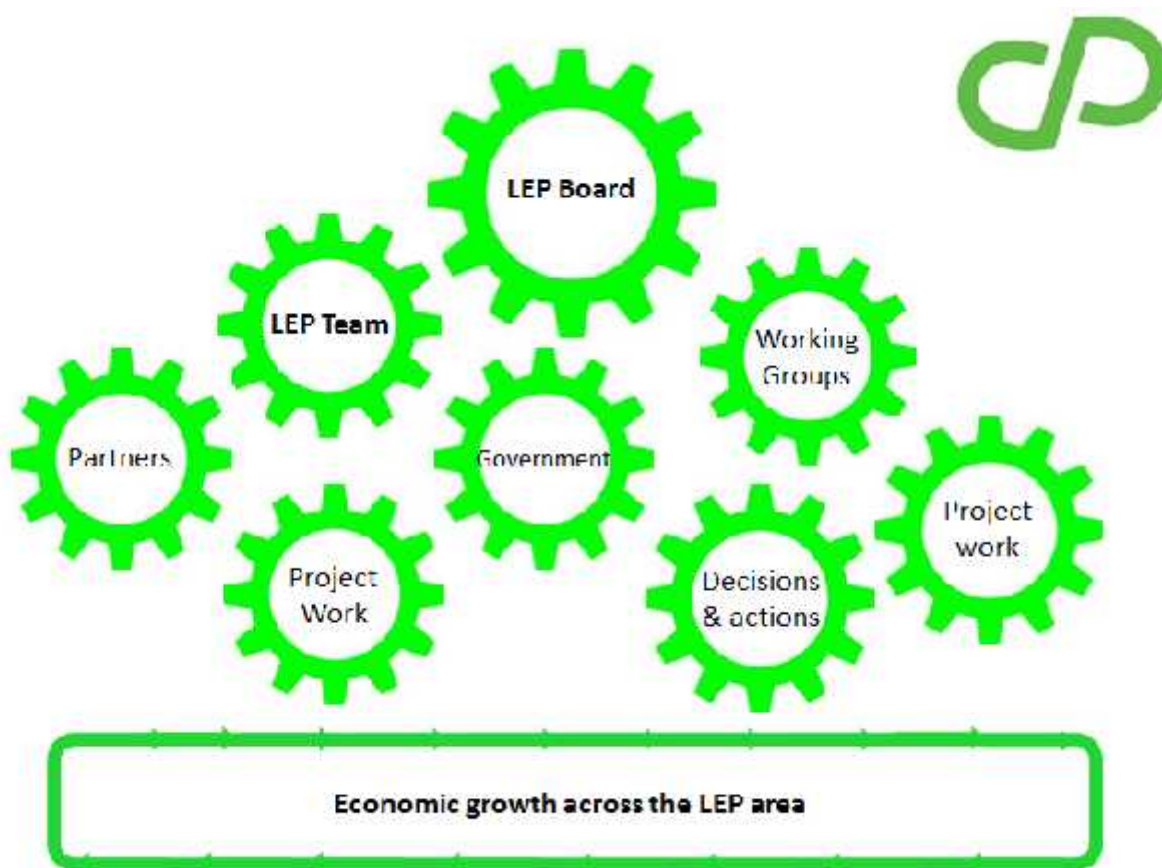 LEP Board
LEP Team
Working
Groups
Partners
Government
Project
work
Project
Work
Decisions
& actions
Economic growth across the LEP area